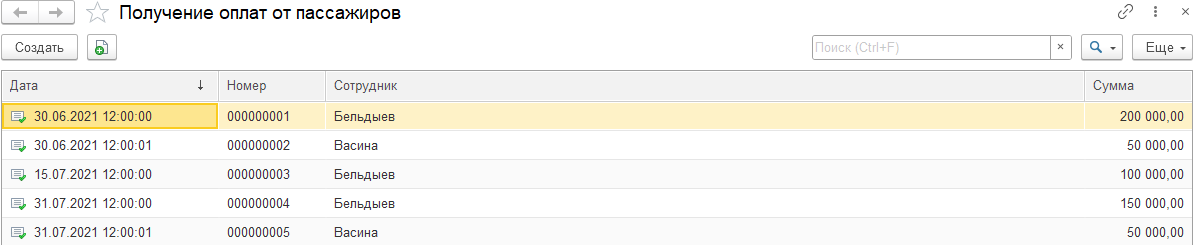 Получение оплат от пассажиров
Создать Поиск (Ctrl+F) × Еще
Дата ↓ Номер Сотрудник Сумма
30.06.2021 12:00:00 000000001 Бельдыев 200 000,00
30.06.2021 12:00:01 000000002 Васина 50 000,00
15.07.2021 12:00:00 000000003 Бельдыев 100 000,00
31.07.2021 12:00:00 000000004 Бельдыев 150 000,00
31.07.2021 12:00:01 000000005 Васина 50 000,00